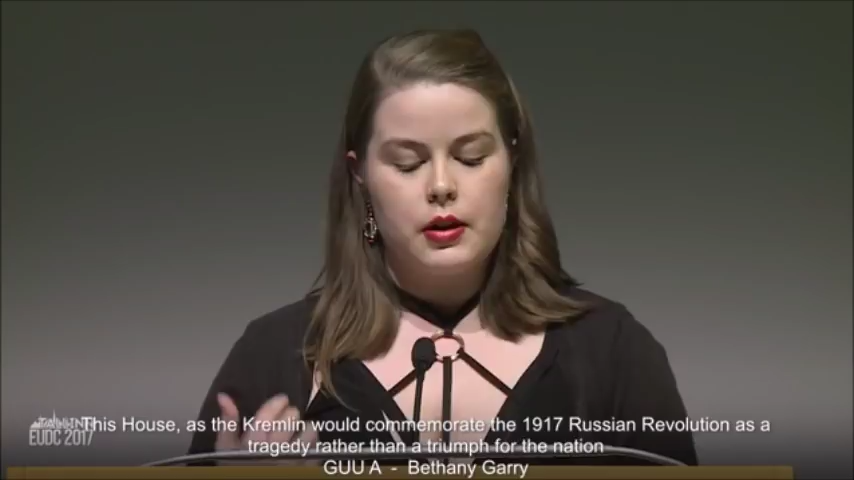 This House, as the Kremlin would commemorate the 1917 Russian Revolution as a
tragedy rather than a triumph for the nation
GUU A - Bethany Garry
EUDC 2017